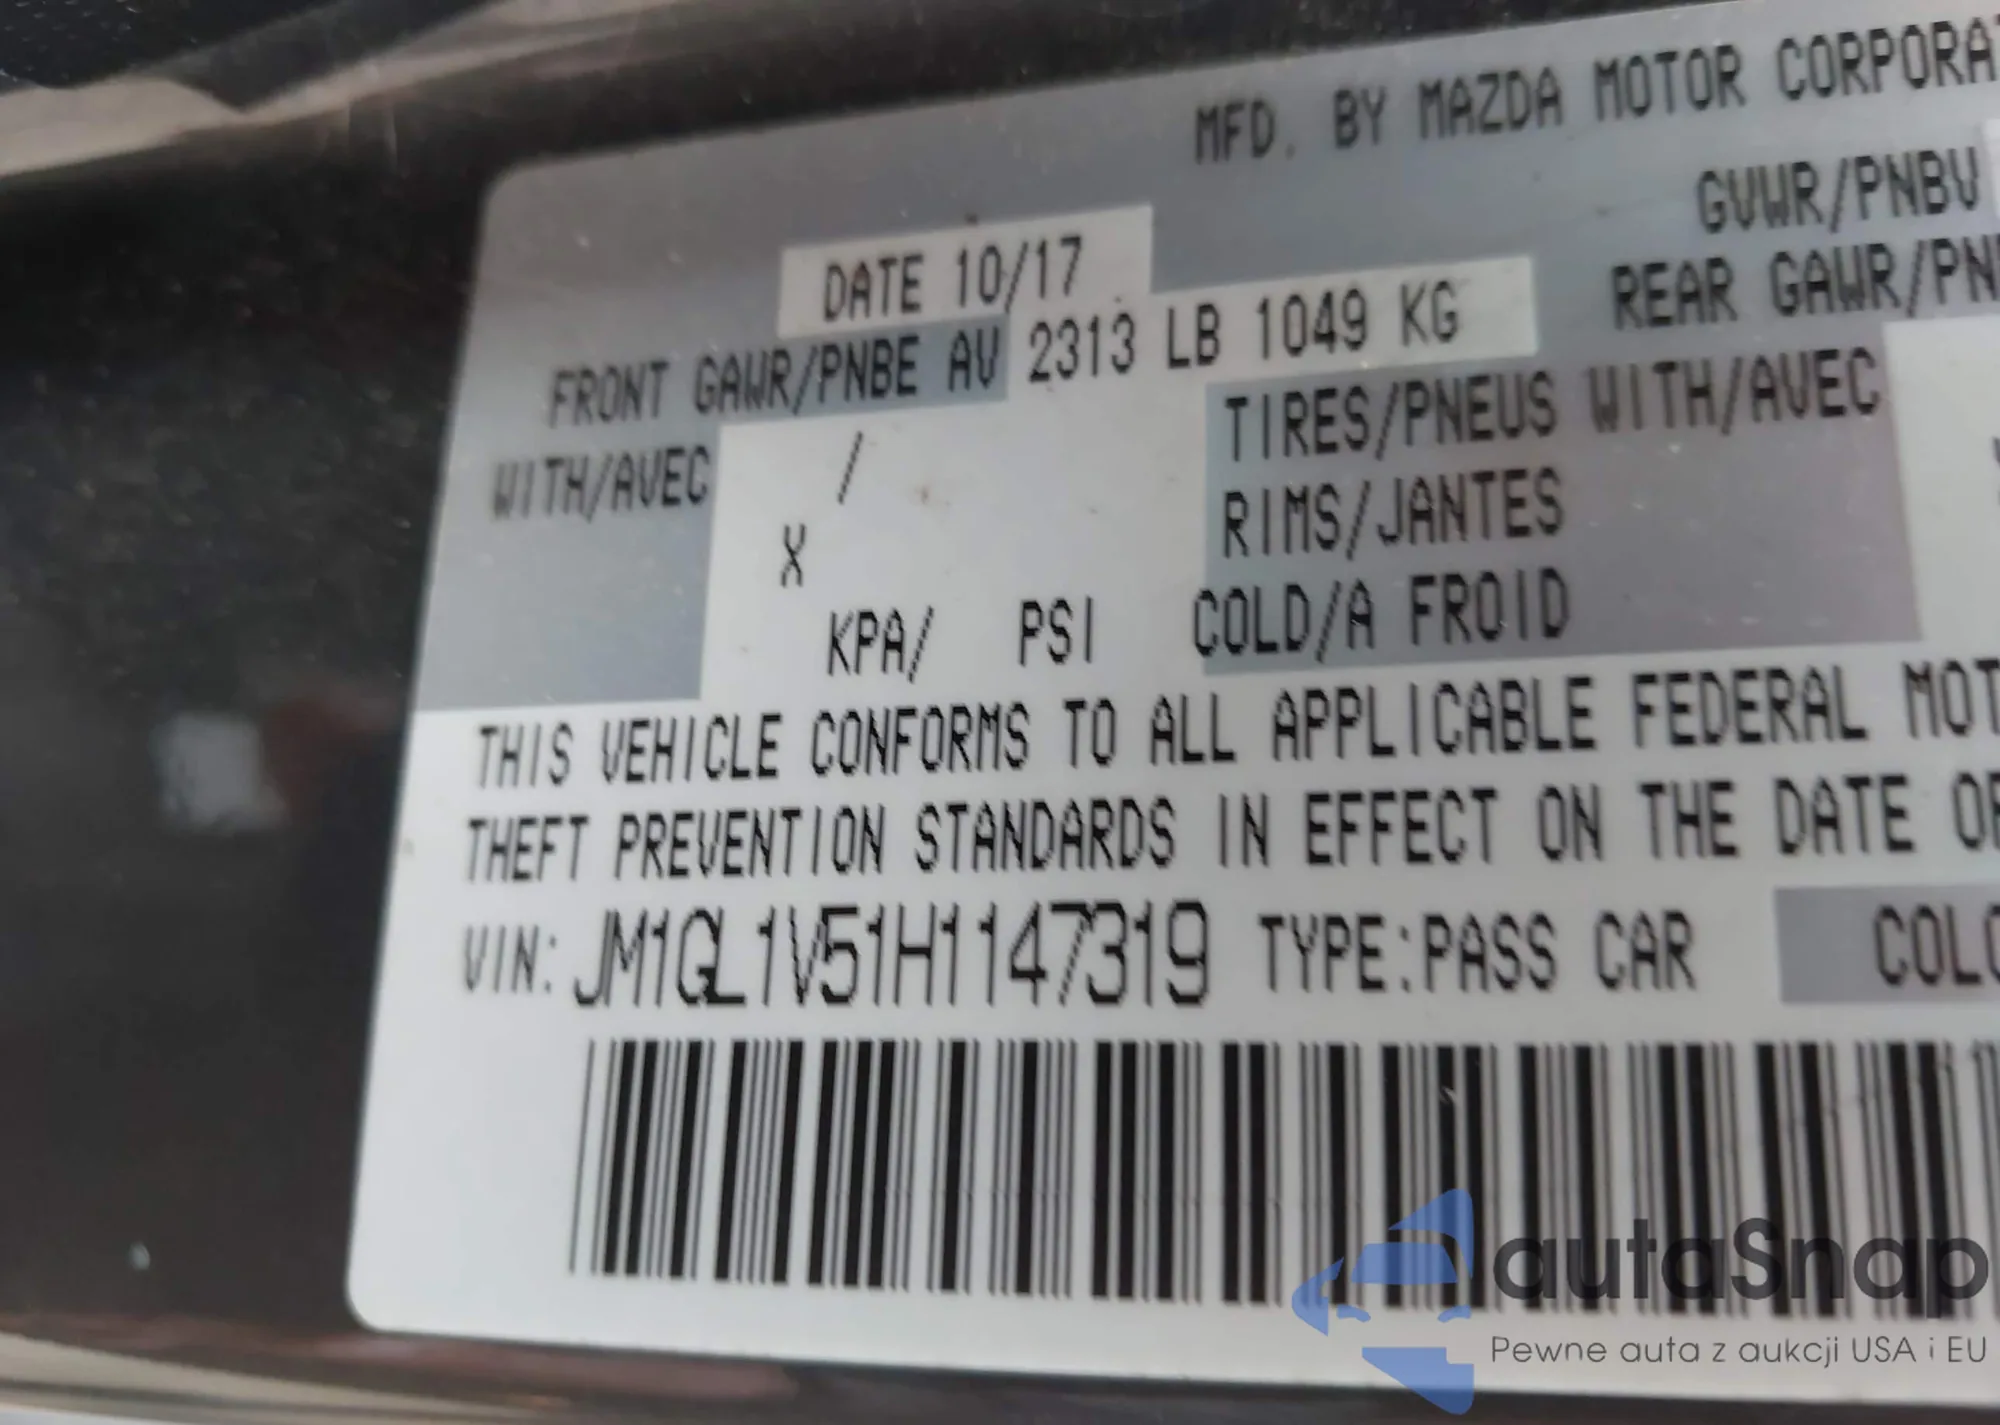 MFD. BY MAZDA MOTOR CORPORAT
GVWR/PNBV
DATE 10/17
REAR GAWR/PN
FRONT GAWR/PNBE AV 2313 LB 1049 KG
WITH/AVEC / TIRES/PNEUS WITH/AVEC
X RIMS/JANTES
KPA/ PSI COLD/A FROID
THIS VEHICLE CONFORMS TO ALL APPLICABLE FEDERAL MOT
THEFT PREVENTION STANDARDS IN EFFECT ON THE DATE OF
VIN: JM1GL1V51H1147319 TYPE:PASS CAR COLO
autaSnap
Pewne auta z aukcji USA i EU